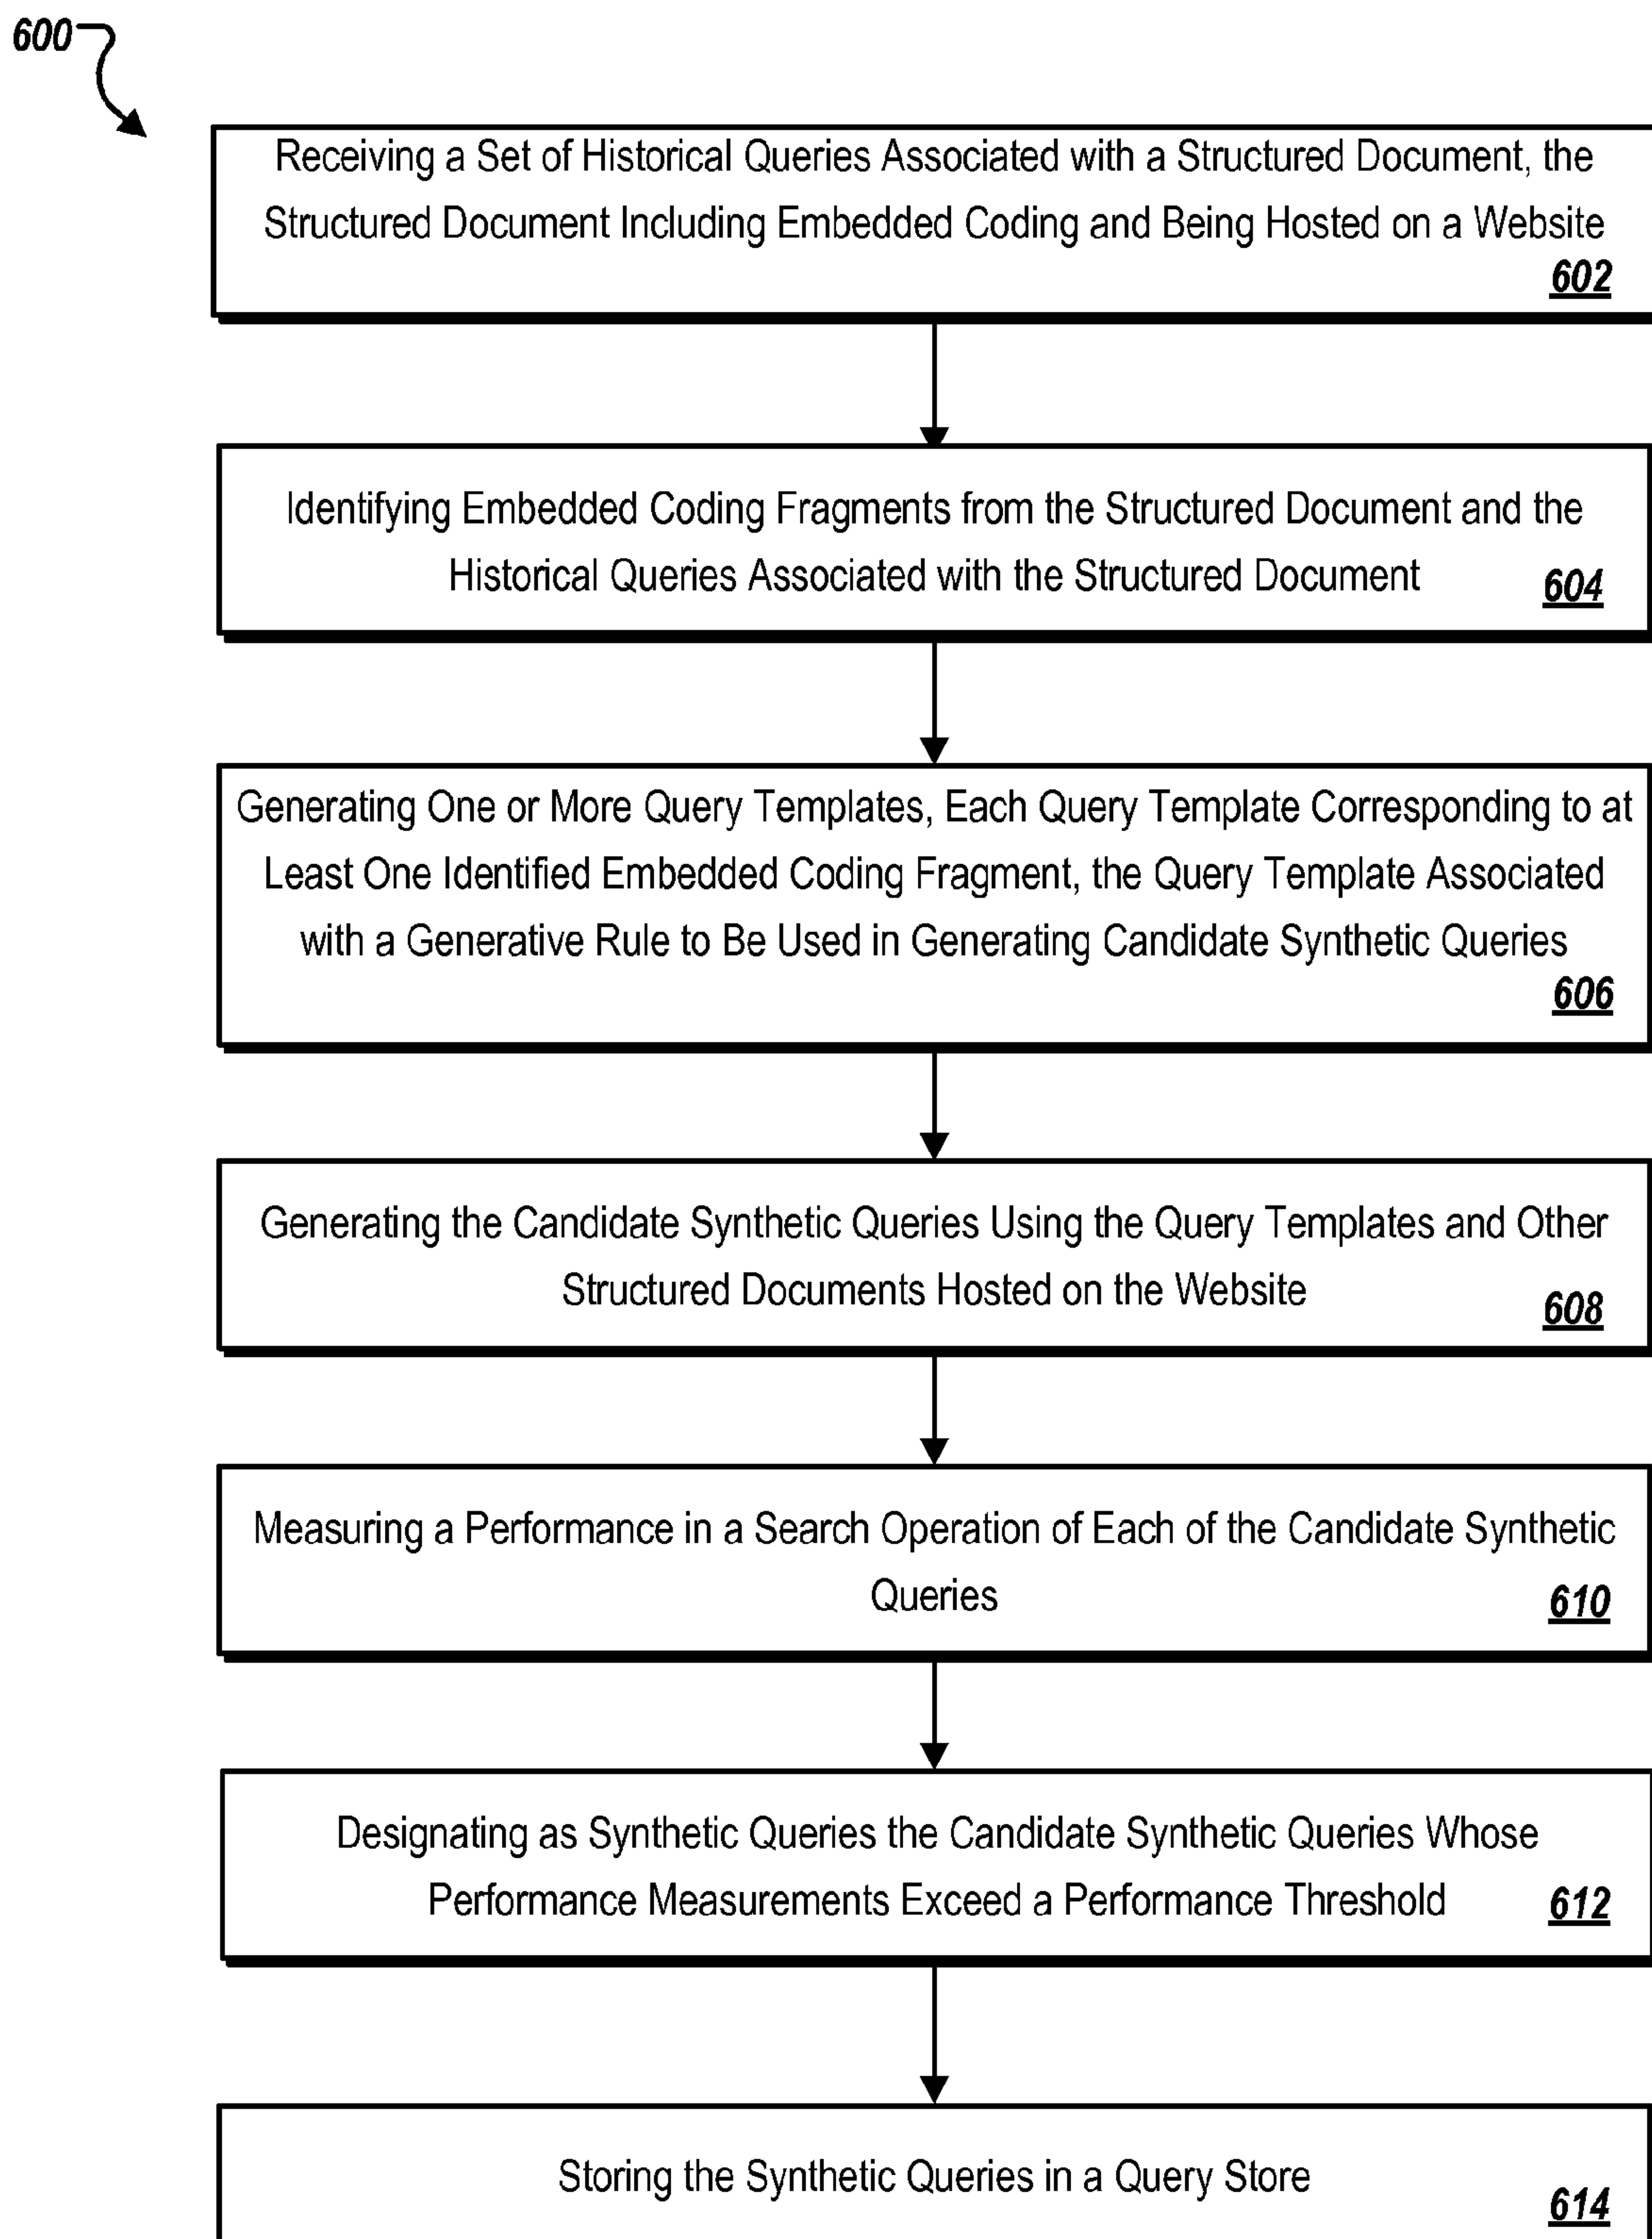 600
Receiving a Set of Historical Queries Associated with a Structured Document, the
Structured Document Including Embedded Coding and Being Hosted on a Website
602
Identifying Embedded Coding Fragments from the Structured Document and the
Historical Queries Associated with the Structured Document
604
Generating One or More Query Templates, Each Query Template Corresponding to at
Least One Identified Embedded Coding Fragment, the Query Template Associated
with a Generative Rule to Be Used in Generating Candidate Synthetic Queries
606
Generating the Candidate Synthetic Queries Using the Query Templates and Other
Structured Documents Hosted on the Website
608
Measuring a Performance in a Search Operation of Each of the Candidate Synthetic
Queries
610
Designating as Synthetic Queries the Candidate Synthetic Queries Whose
Performance Measurements Exceed a Performance Threshold
612
Storing the Synthetic Queries in a Query Store
614